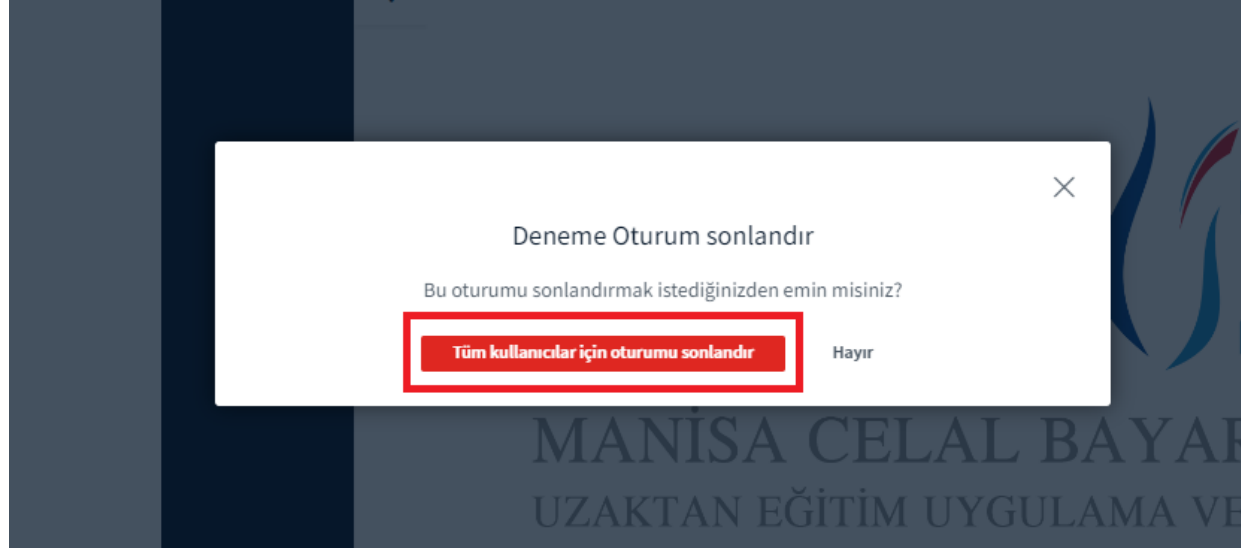 Deneme Oturum sonlandır
Bu oturumu sonlandırmak istediğinizden emin misiniz?
Tüm kullanıcılar için oturumu sonlandır
Hayır
MANİSA CELAL BAYAR
UZAKTAN EĞİTİM UYGULAMA VE